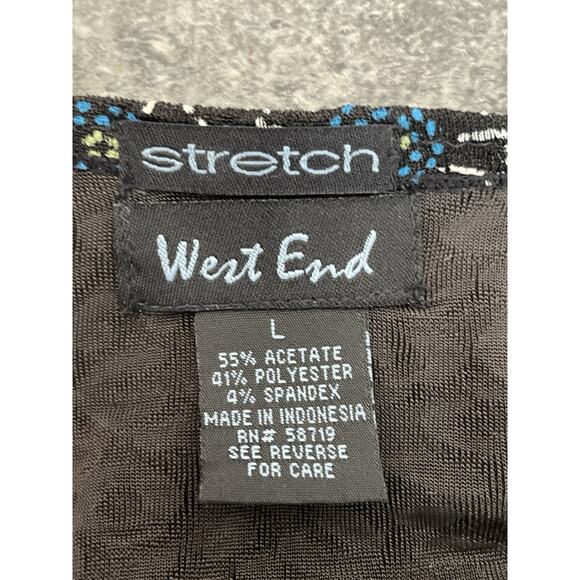 stretch
West End
L
55% ACETATE
41% POLYESTER
4% SPANDEX
MADE IN INDONESIA
RN# 58719
SEE REVERSE
FOR CARE